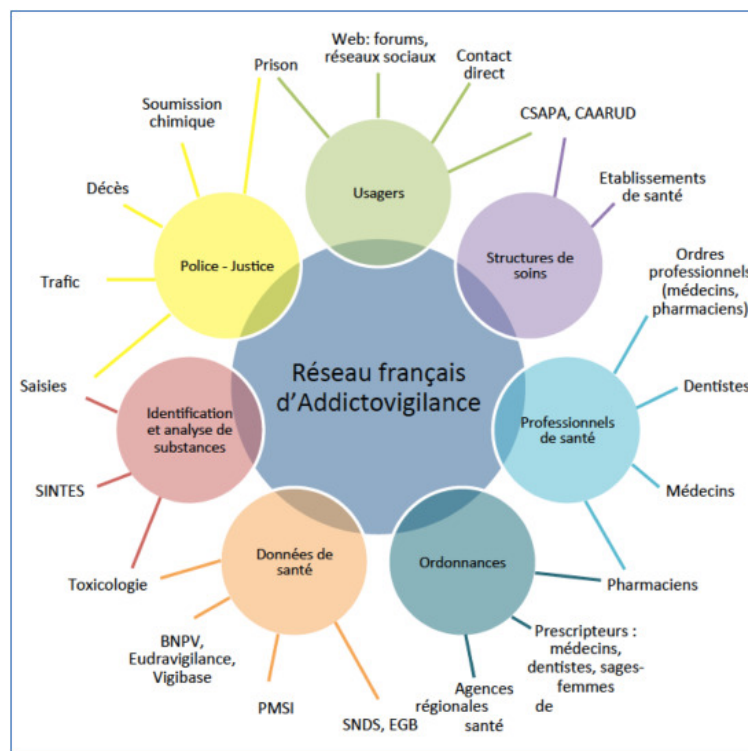 Web: forums,
réseaux sociaux
Prison
Contact
direct
Soumission
chimique
CSAPA, CAARUD
Décès
Usagers
Etablissements
de santé
Police - Justice
Structures de
soins
Ordres
professionnels
(médecins,
pharmaciens)
Trafic
Réseau français
d’Addictovigilance
Saisies
Dentistes
Identification
et analyse de
substances
Professionnels
de santé
SINTES
Médecins
Données de
santé
Ordonnances
Toxicologie
Pharmaciens
BNPV,
Eudravigilance,
Vigibase
Prescripteurs :
médecins,
dentistes, sages-
femmes
de
PMSI
SNDS, EGB
Agences
régionales
santé